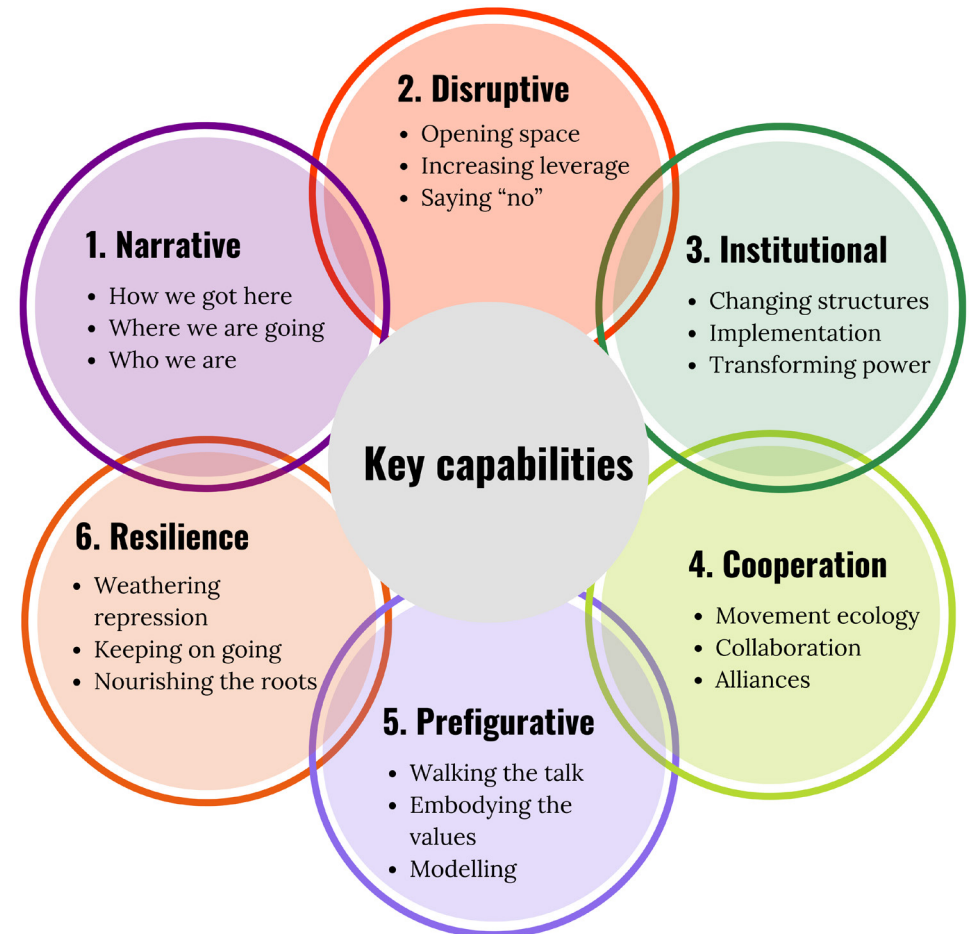 2. Disruptive
• Opening space
• Increasing leverage
• Saying “no”
1. Narrative
• How we got here
• Where we are going
• Who we are
3. Institutional
• Changing structures
• Implementation
• Transforming power
Key capabilities
6. Resilience
• Weathering
repression
• Keeping on going
• Nourishing the roots
4. Cooperation
• Movement ecology
• Collaboration
• Alliances
5. Prefigurative
• Walking the talk
• Embodying the
values
• Modelling